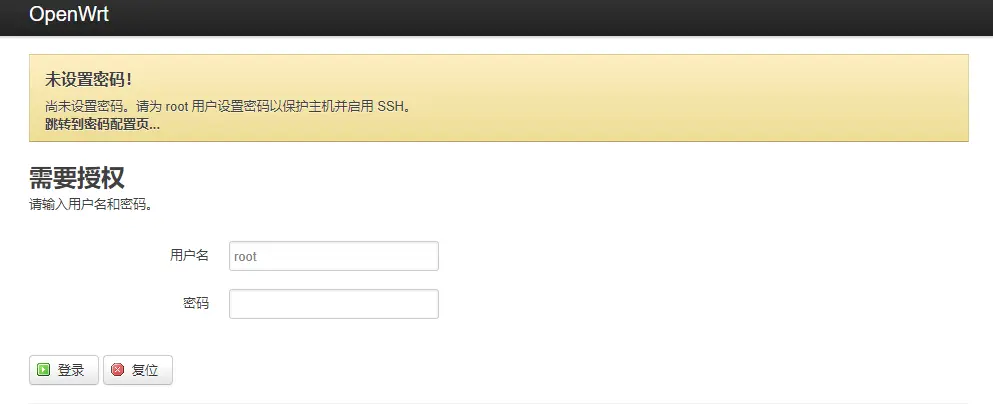 OpenWrt
未设置密码！
尚未设置密码。请为 root 用户设置密码以保护主机并启用 SSH。
跳转到密码配置页...
需要授权
请输入用户名和密码。
用户名 root
密码
登录 复位